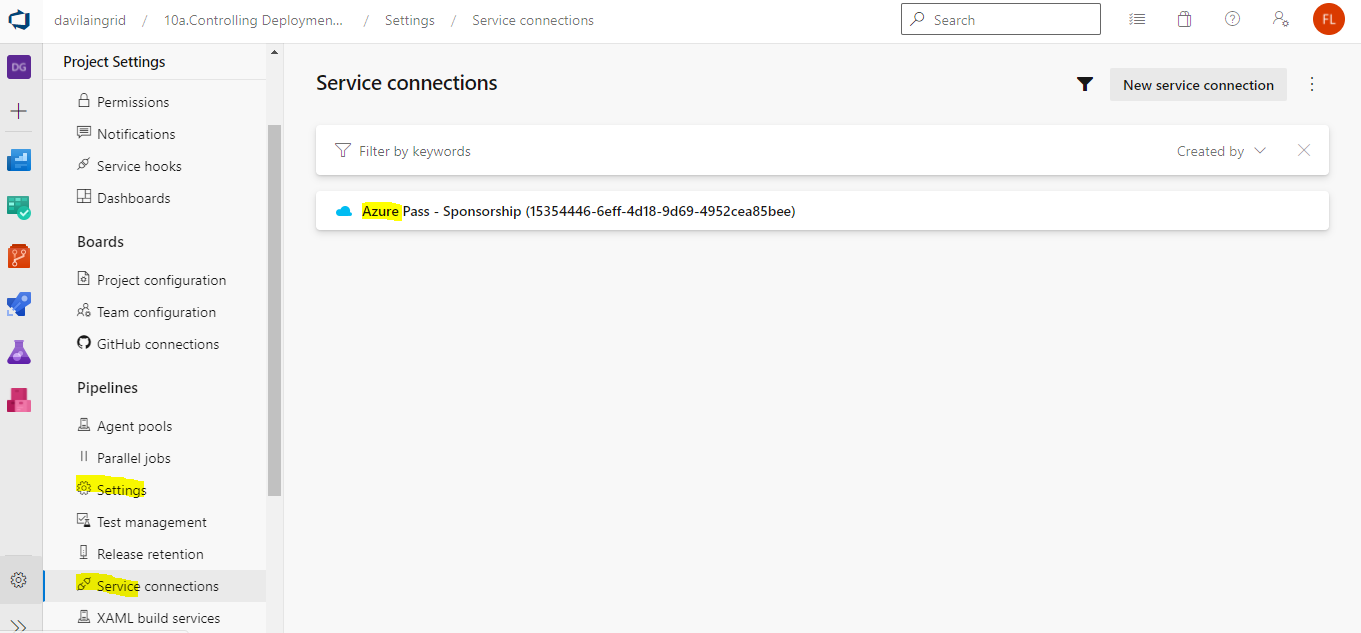 davilaingrid / 10a.Controlling Deploymen... / Settings / Service connections
Search
FL
DG
Project Settings
Permissions
Notifications
Service hooks
Dashboards
Boards
Project configuration
Team configuration
GitHub connections
Pipelines
Agent pools
Parallel jobs
Settings
Test management
Release retention
Service connections
XAML build services
Service connections
New service connection
Filter by keywords
Created by
Azure Pass - Sponsorship (15354446-6eff-4d18-9d69-4952cea85bee)